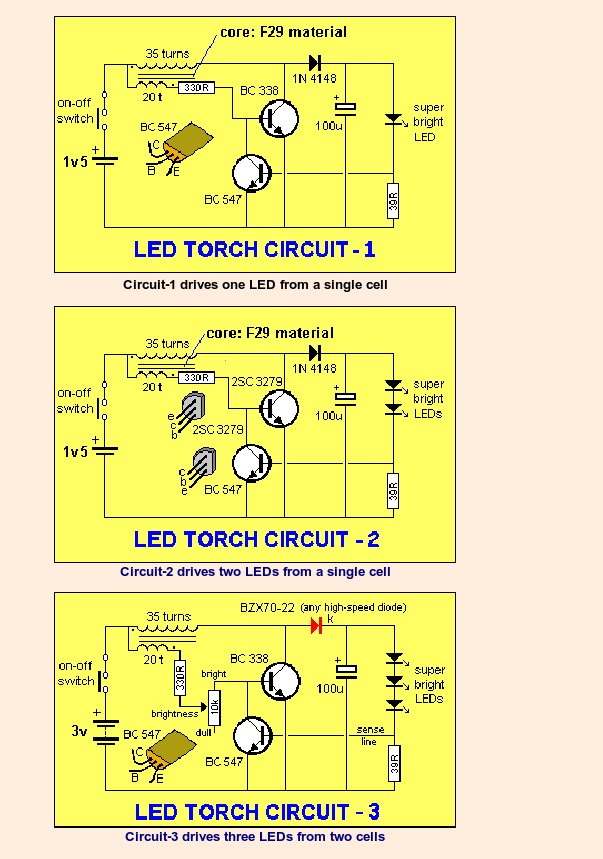 core: F29 material
35 turns
20 t
330R
BC 338
1N 4148
on-off
switch
BC 547
C
B
E
+
100u
super
bright
LED
1v5
+
BC 547
39R
LED TORCH CIRCUIT - 1
Circuit-1 drives one LED from a single cell
core: F29 material
35 turns
20 t
330R
2SC 3279
1N 4148
on-off
switch
e
c
b
2SC 3279
+
100u
super
bright
LEDs
1v5
+
c
b
e
BC 547
39R
LED TORCH CIRCUIT - 2
Circuit-2 drives two LEDs from a single cell
BZX70-22 (any high-speed diode)
k
35 turns
20 t
330R
BC 338
bright
10k
brightness
dull
on-off
switch
+
100u
super
bright
LEDs
+
3v
BC 547
C
B
E
BC 547
sense
line
39R
LED TORCH CIRCUIT - 3
Circuit-3 drives three LEDs from two cells